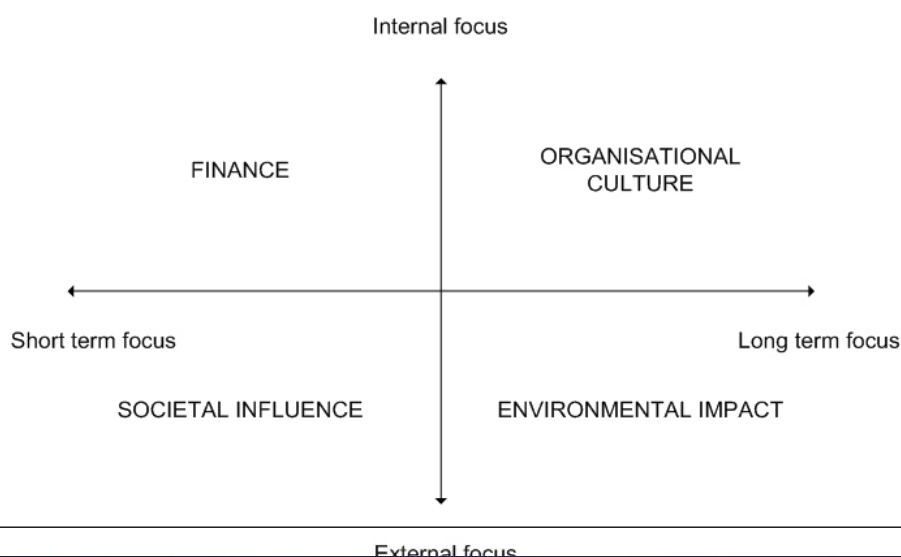 Internal focus
FINANCE
ORGANISATIONAL
CULTURE
Short term focus
Long term focus
SOCIETAL INFLUENCE
ENVIRONMENTAL IMPACT
External focus